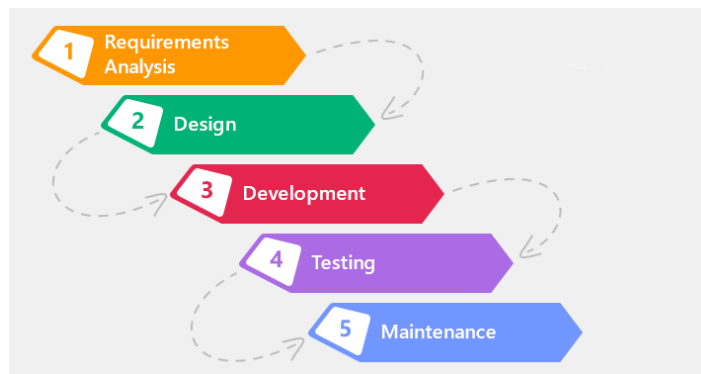 1
Requirements
Analysis
2
Design
3
Development
4
Testing
5
Maintenance